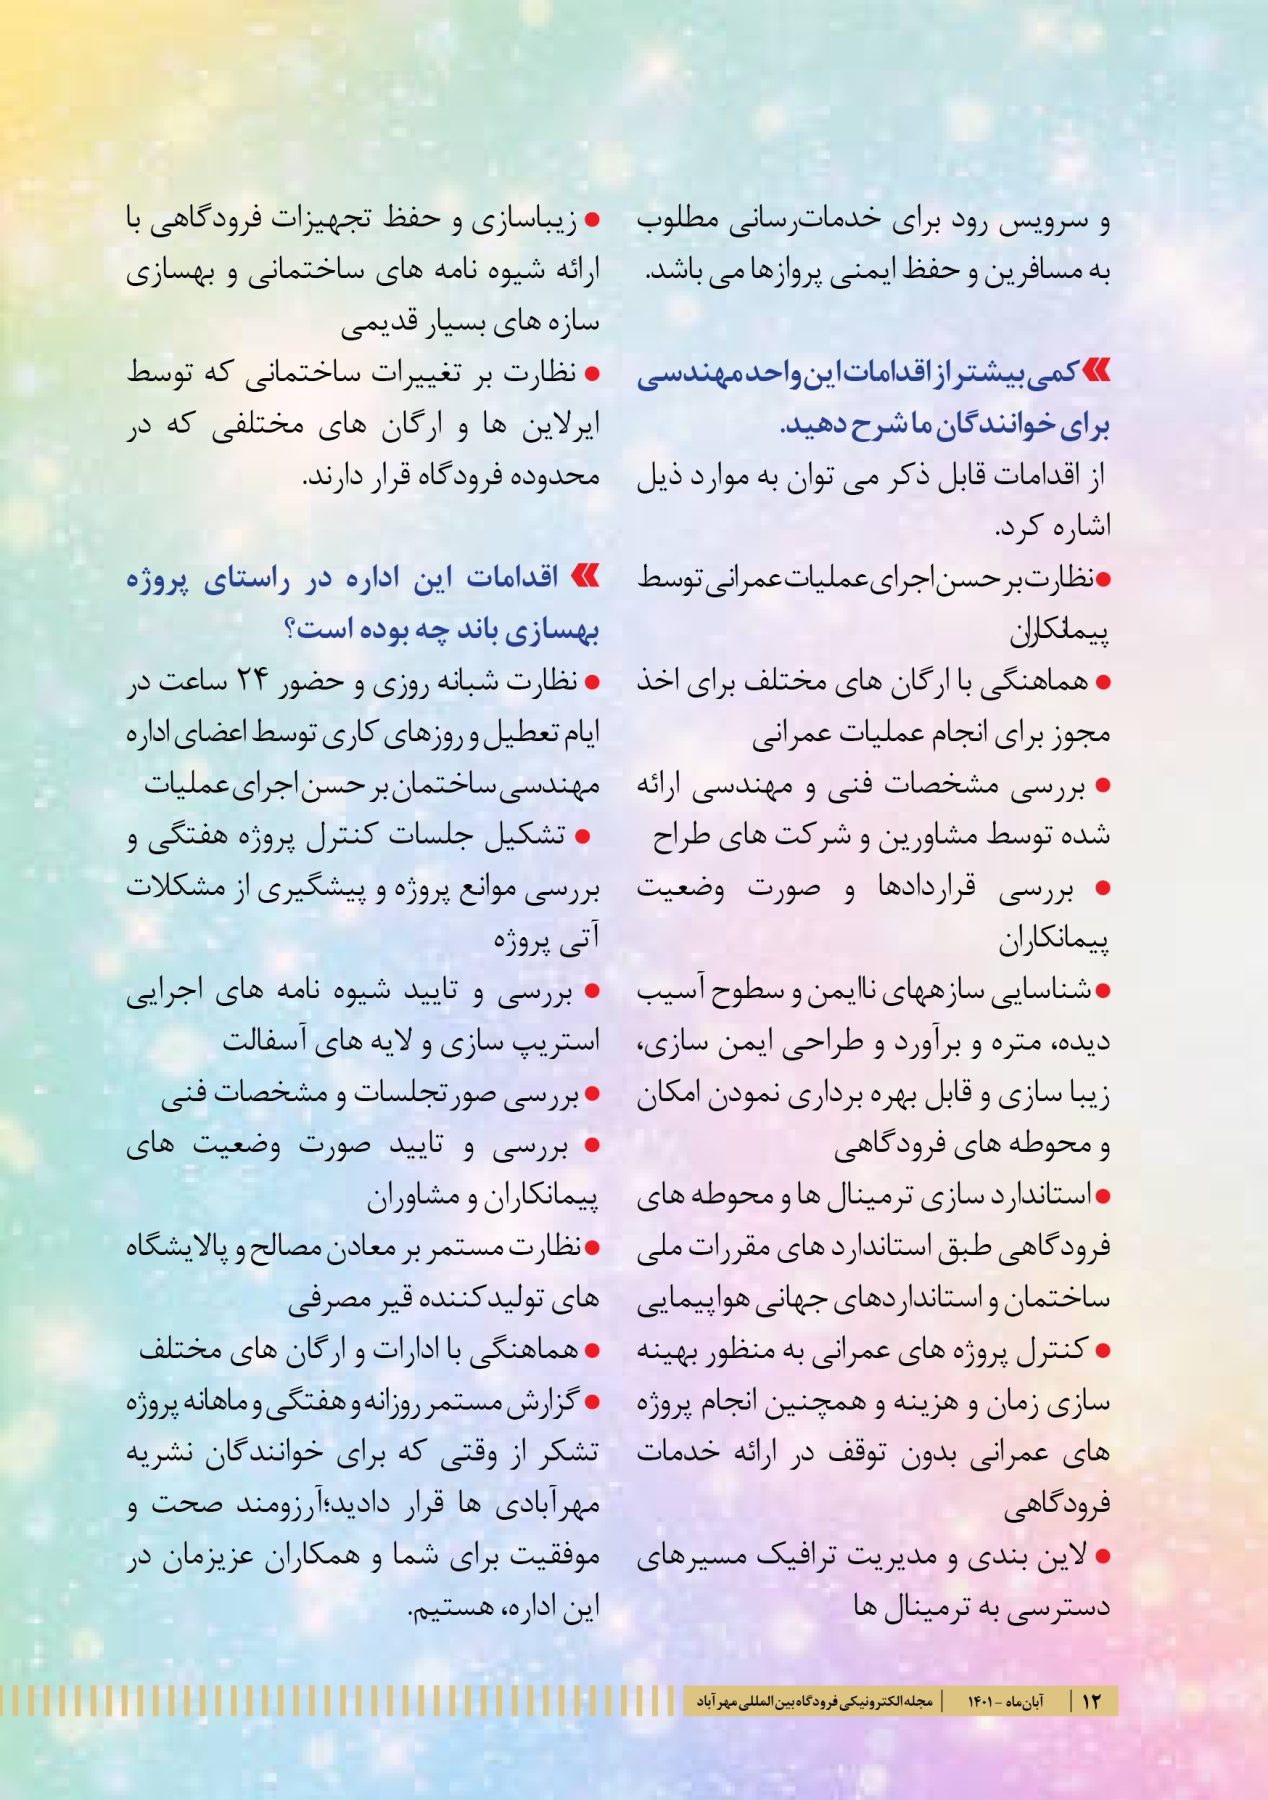 و سرویس رود برای خدمات‌رسانی مطلوب
به مسافرین و حفظ ایمنی پروازها می باشد.
کمی بیشتر از اقدامات این واحد مهندسی
برای خوانندگان ما شرح دهید.
از اقدامات قابل ذکر می توان به موارد ذیل
اشاره کرد.
● نظارت بر حسن اجرای عملیات عمرانی توسط
پیمانکاران
● هماهنگی با ارگان های مختلف برای اخذ
مجوز برای انجام عملیات عمرانی
● بررسی مشخصات فنی و مهندسی ارائه
شده توسط مشاورین و شرکت های طراح
● بررسی قراردادها و صورت وضعیت
پیمانکاران
● شناسایی سازههای ناایمن و سطوح آسیب
دیده، متره و برآورد و طراحی ایمن سازی،
زیبا سازی و قابل بهره برداری نمودن امکان
و محوطه های فرودگاهی
● استاندارد سازی ترمینال ها و محوطه های
فرودگاهی طبق استاندارد های مقررات ملی
ساختمان و استانداردهای جهانی هواپیمایی
● کنترل پروژه های عمرانی به منظور بهینه
سازی زمان و هزینه و همچنین انجام پروژه
های عمرانی بدون توقف در ارائه خدمات
فرودگاهی
● لاین بندی و مدیریت ترافیک مسیرهای
دسترسی به ترمینال ها
● زیباسازی و حفظ تجهیزات فرودگاهی با
ارائه شیوه نامه های ساختمانی و بهسازی
سازه های بسیار قدیمی
● نظارت بر تغییرات ساختمانی که توسط
ایرلاین ها و ارگان های مختلفی که در
محدوده فرودگاه قرار دارند.
اقدامات این اداره در راستای پروژه
بهسازی باند چه بوده است؟
● نظارت شبانه روزی و حضور ۲۴ ساعت در
ایام تعطیل و روزهای کاری توسط اعضای اداره
مهندسی ساختمان بر حسن اجرای عملیات
● تشکیل جلسات کنترل پروژه هفتگی و
بررسی موانع پروژه و پیشگیری از مشکلات
آتی پروژه
● بررسی و تایید شیوه نامه های اجرایی
استریپ سازی و لایه های آسفالت
● بررسی صورتجلسات و مشخصات فنی
● بررسی و تایید صورت وضعیت های
پیمانکاران و مشاوران
● نظارت مستمر بر معادن مصالح و پالایشگاه
های تولیدکننده قیر مصرفی
● هماهنگی با ادارات و ارگان های مختلف
● گزارش مستمر روزانه و هفتگی و ماهانه پروژه
تشکر از وقتی که برای خوانندگان نشریه
مهرآبادی ها قرار دادید؛آرزومند صحت و
موفقیت برای شما و همکاران عزیزمان در
این اداره، هستیم.
۱۲ | آبان‌ماه - ۱۴۰۱ | مجله الکترونیکی فرودگاه بین المللی مهرآباد